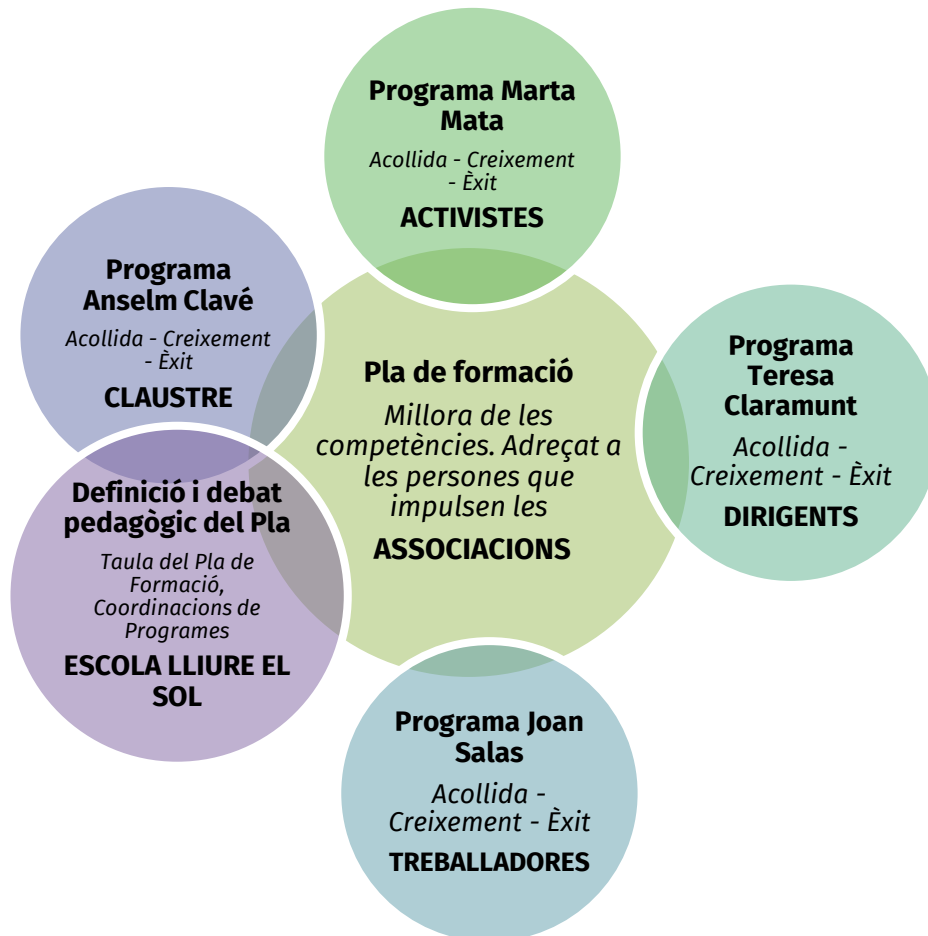 Programa Marta
Mata
Acollida - Creixement
- Èxit
ACTIVISTES
Programa
Anselm Clavé
Acollida - Creixement
- Èxit
CLAUSTRE
Pla de formació
Millora de les
competències. Adreçat a
les persones que
impulsen les
ASSOCIACIONS
Programa
Teresa
Claramunt
Acollida -
Creixement - Èxit
DIRIGENTS
Definició i debat
pedagògic del Pla
Taula del Pla de
Formació,
Coordinacions de
Programes
ESCOLA LLIURE EL
SOL
Programa Joan
Salas
Acollida -
Creixement - Èxit
TREBALLADORES